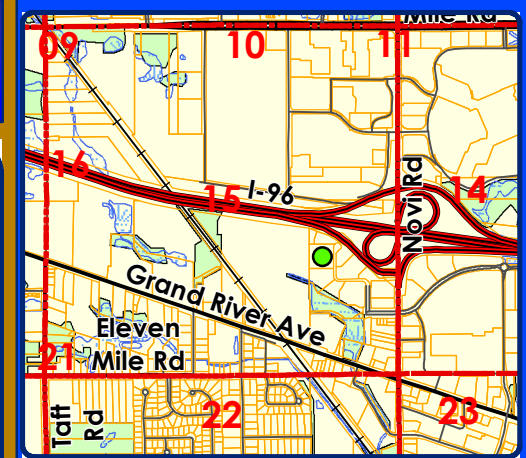 Mile Rd
09
10
11
16
15
I-96
14
Novi Rd
Grand River Ave
Eleven
Mile Rd
21
22
23
Taft
Rd